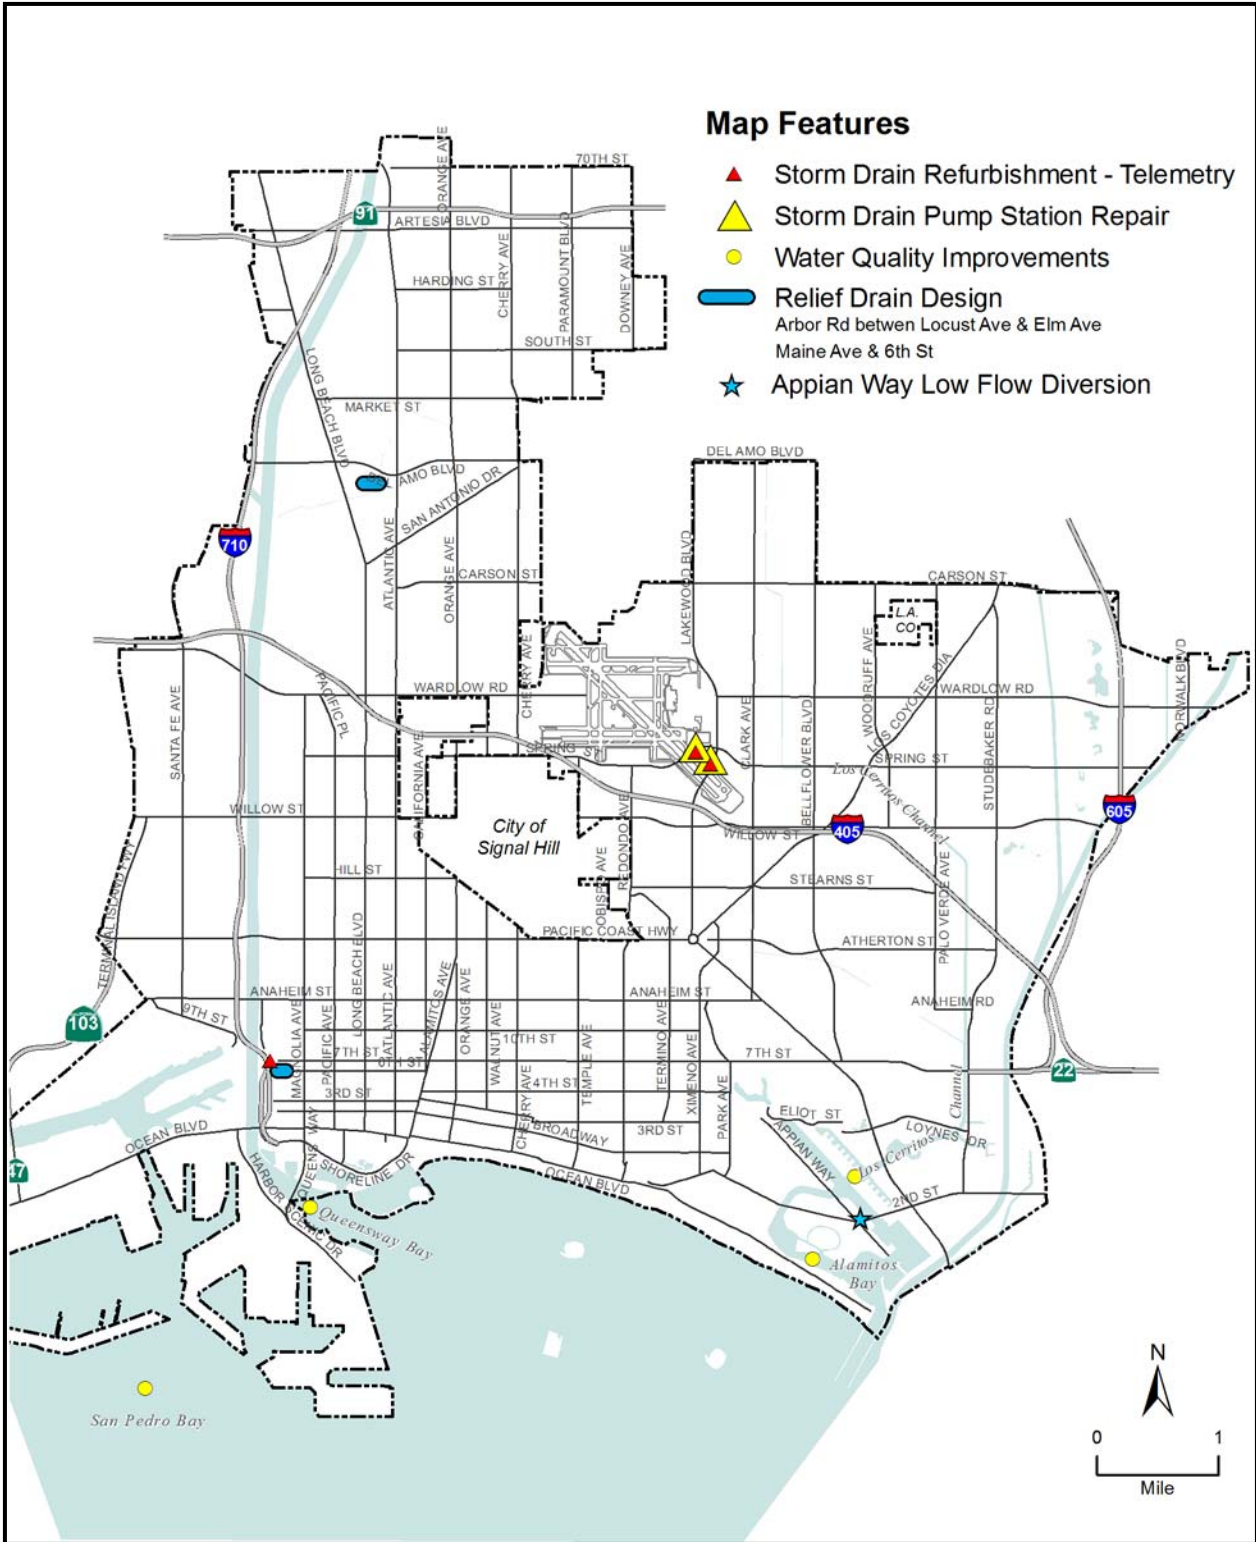 Map Features
Storm Drain Refurbishment - Telemetry
Storm Drain Pump Station Repair
Water Quality Improvements
Relief Drain Design
Arbor Rd betwen Locust Ave & Elm Ave
Maine Ave & 6th St
Appian Way Low Flow Diversion
ORANGE AVE
70TH ST
91
ARTESIA BLVD
CHERRY AVE
PARAMOUNT BLVD
DOWNEY AVE
HARDING ST
SOUTH ST
LONG BEACH BLVD
MARKET ST
DEL AMO BLVD
DEL AMO BLVD
SAN ANTONIO DR
710
ATLANTIC AVE
ORANGE AVE
CARSON ST
LAKEWOOD BLVD
CARSON ST
L.A.
CO
CHERRY AVE
WOODRUFF AVE
LOS COYOTES DIA
NORWALK BLVD
SANTA FE AVE
PACIFIC PL
WARDLOW RD
WARDLOW RD
STUDEBAKER RD
CLARK AVE
BELLFLOWER BLVD
CALIFORNIA AVE
SPRING ST
SPRING ST
Los Cerritos Channel
WILLOW ST
City of
Signal Hill
REDONDO AVE
OBISPO AVE
WILLOW ST
405
605
TERMINAL ISLAND FWY
HILL ST
STEARNS ST
PALO VERDE AVE
PACIFIC COAST HWY
ATHERTON ST
LONG BEACH BLVD
ATLANTIC AVE
ALAMITOS AVE
ORANGE AVE
ANAHEIM ST
ANAHEIM ST
ANAHEIM RD
103
9TH ST
MAGNOLIA AVE
PACIFIC AVE
WALNUT AVE
10TH ST
TEMPLE AVE
TERMINO AVE
XIMENO AVE
7TH ST
6TH ST
7TH ST
22
3RD ST
4TH ST
CHERRY AVE
BROADWAY
3RD ST
PARK AVE
ELIOT ST
APPIAN WAY
LOYNES DR
Los Cerritos
Channel
2ND ST
OCEAN BLVD
47
QUEENS WAY
SHORELINE DR
HARBOR SCENIC DR
OCEAN BLVD
Queensway Bay
Alamitos
Bay
San Pedro Bay
N
0 1
Mile